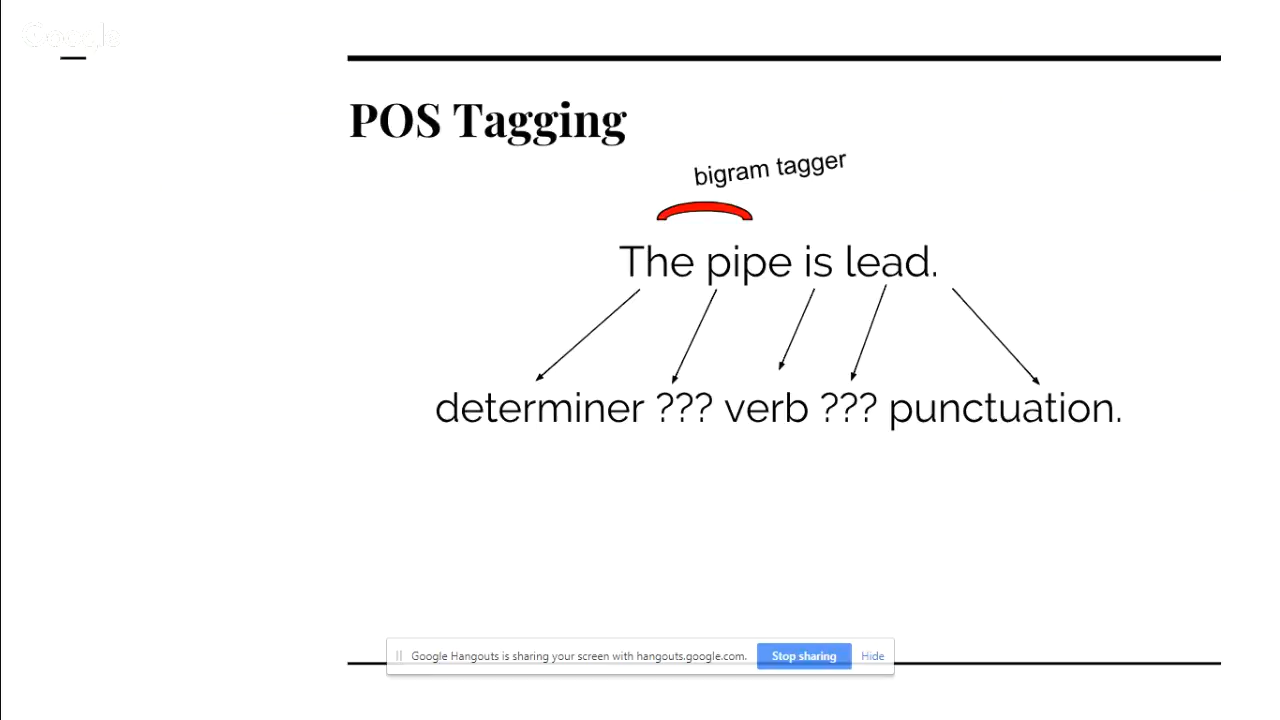 Google
POS Tagging
bigram tagger
The pipe is lead.
determiner ??? verb ??? punctuation.
Google Hangouts is sharing your screen with hangouts.google.com. Stop sharing Hide